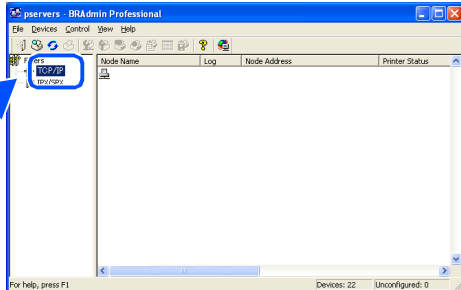 pservers - BRAdmin Professional
File Devices Control View Help
Filters
Node Name Log Node Address Printer Status
TCP/IP
IPX/SPX
For help, press F1 Devices: 22 Unconfigured: 0